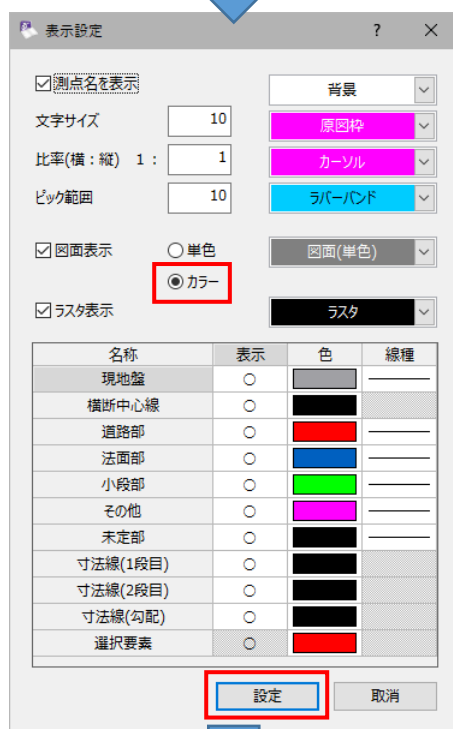 表示設定 ? ×
測点名を表示 背景
文字サイズ 10 原図枠
比率(横：縦) 1： 1 カーソル
ピック範囲 10 ラバーバンド
図面表示 単色 図面(単色)
カラー
ラスタ表示 ラスタ
名称 表示 色 線種
現地盤 ○
横断中心線 ○
道路部 ○
法面部 ○
小段部 ○
その他 ○
未定部 ○
寸法線(1段目) ○
寸法線(2段目) ○
寸法線(勾配) ○
選択要素 ○
設定 取消